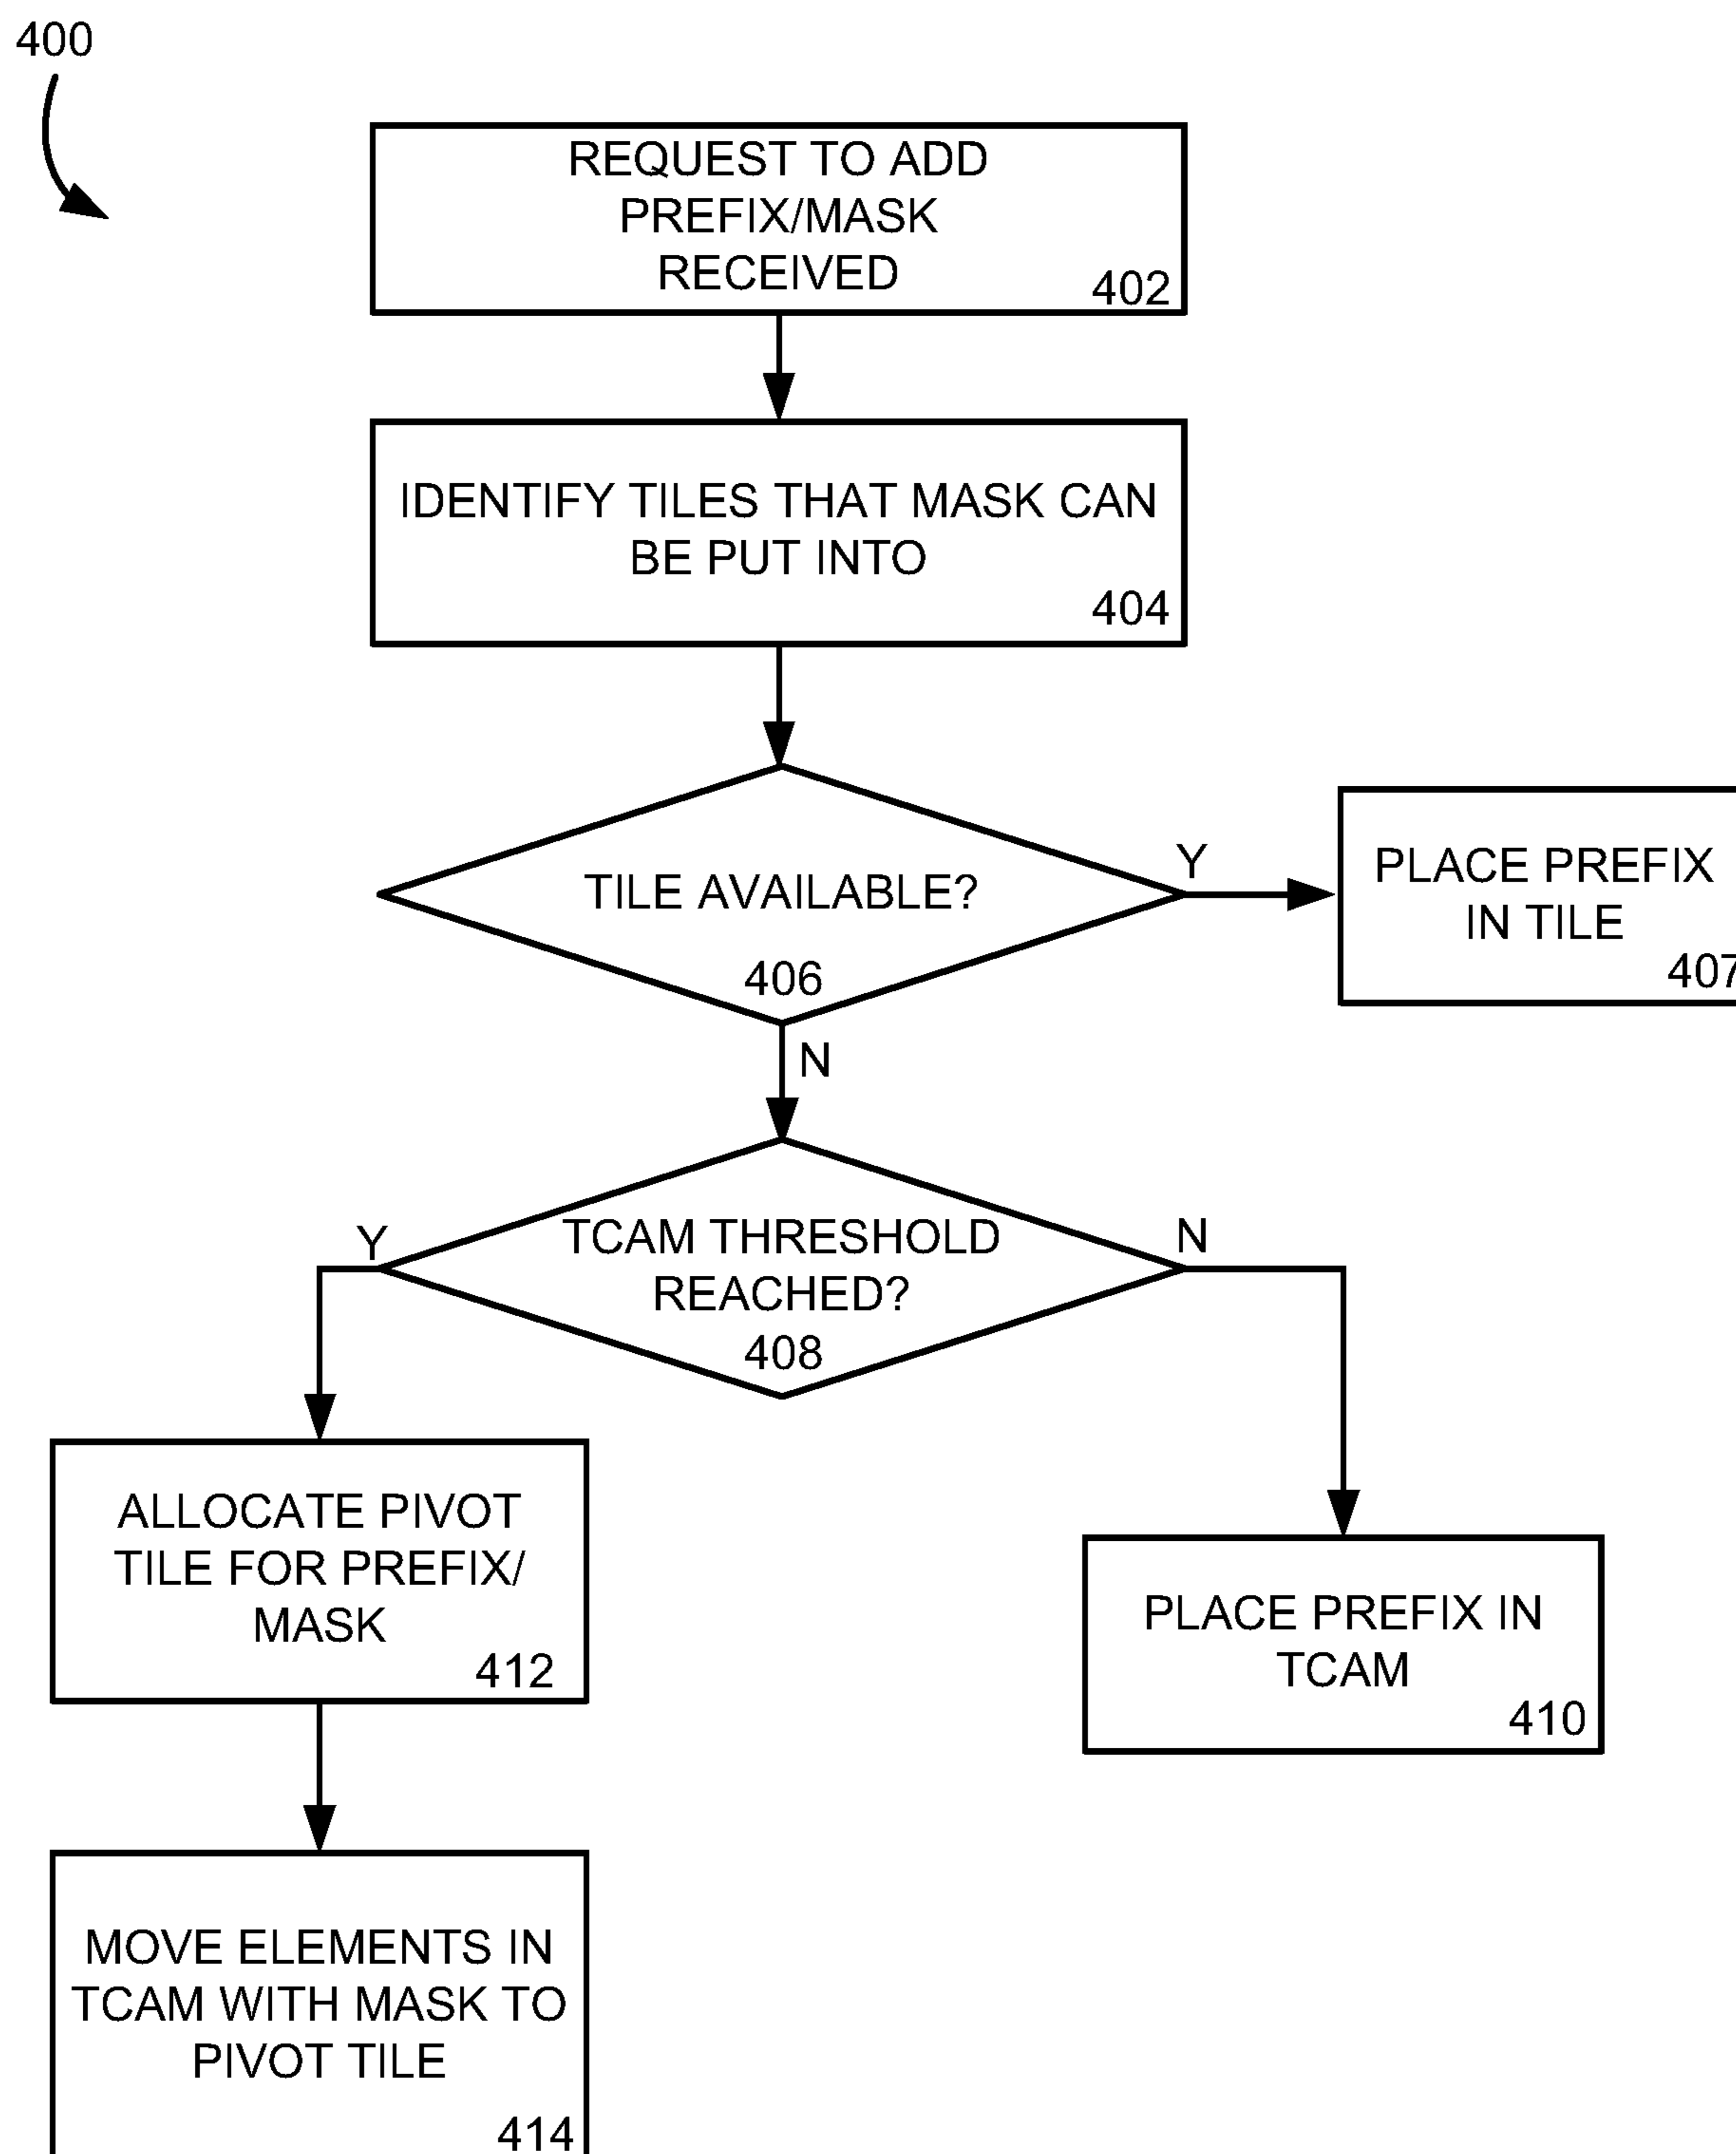 400
REQUEST TO ADD
PREFIX/MASK
RECEIVED
402
IDENTIFY TILES THAT MASK CAN
BE PUT INTO
404
TILE AVAILABLE?
406
Y
PLACE PREFIX
IN TILE
407
N
TCAM THRESHOLD
REACHED?
408
Y
N
ALLOCATE PIVOT
TILE FOR PREFIX/
MASK
412
PLACE PREFIX IN
TCAM
410
MOVE ELEMENTS IN
TCAM WITH MASK TO
PIVOT TILE
414